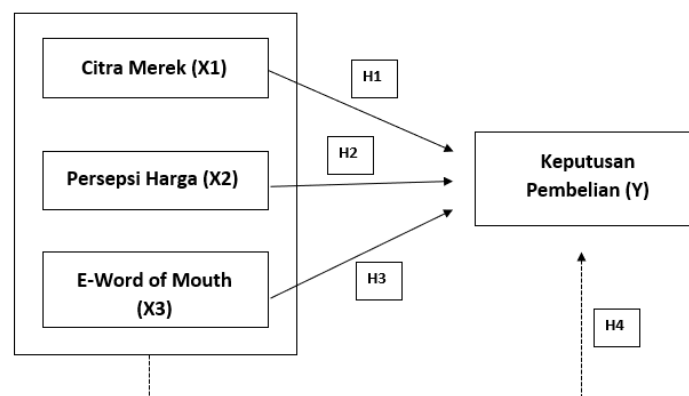 Citra Merek (X1)
H1
H2
Persepsi Harga (X2)
Keputusan
Pembelian (Y)
E-Word of Mouth
(X3)
H3
H4